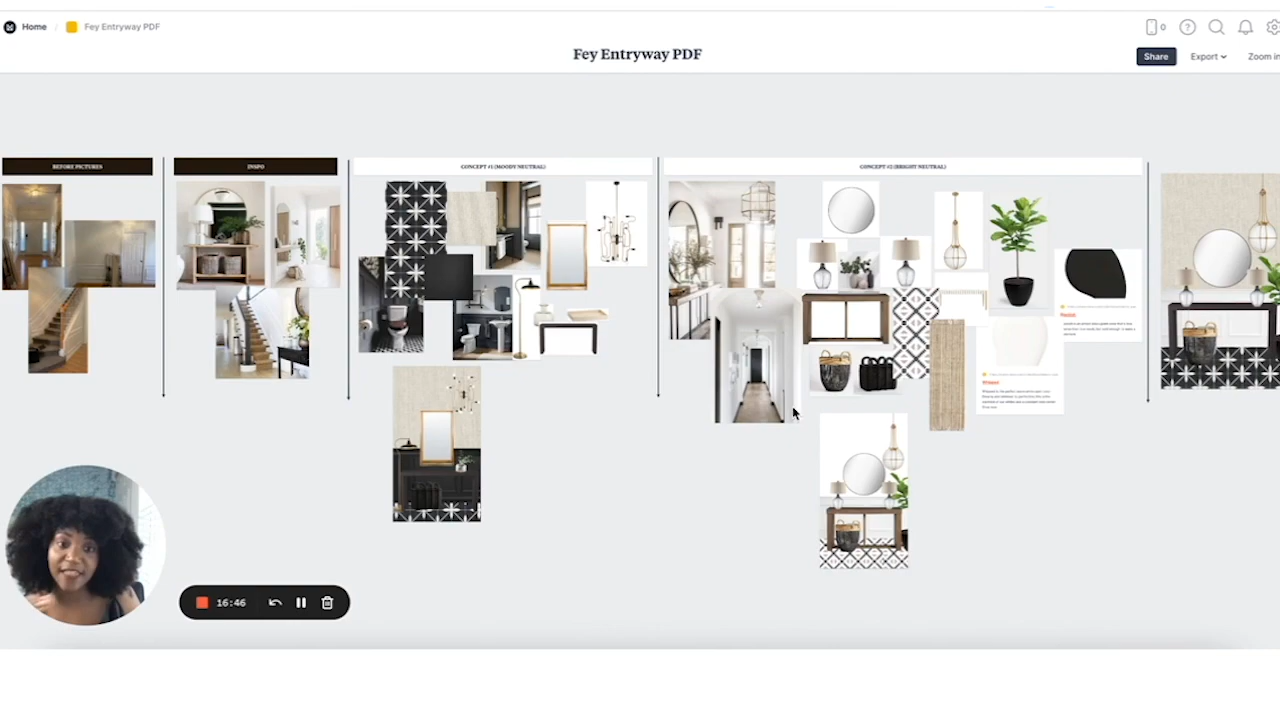 Home / Fey Entryway PDF
0
Fey Entryway PDF
Share
Export
Zoom in
BEFORE PICTURES
INSPO
CONCEPT #1 (MOODY NEUTRAL)
CONCEPT #2 (BRIGHT NEUTRAL)
16:46